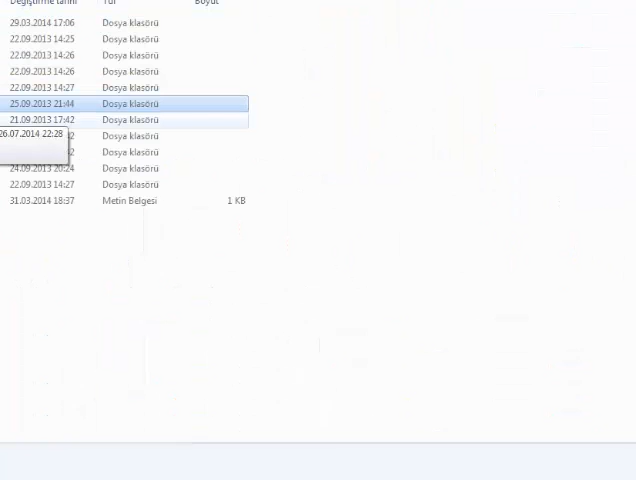 Değiştirme tarihi Tür Boyut
29.03.2014 17:06 Dosya klasörü
22.09.2013 14:25 Dosya klasörü
22.09.2013 14:26 Dosya klasörü
22.09.2013 14:26 Dosya klasörü
22.09.2013 14:27 Dosya klasörü
25.09.2013 21:44 Dosya klasörü
21.09.2013 17:42 Dosya klasörü
26.07.2014 22:28
Dosya klasörü
Dosya klasörü
24.09.2013 20:24 Dosya klasörü
22.09.2013 14:27 Dosya klasörü
31.03.2014 18:37 Metin Belgesi 1 KB